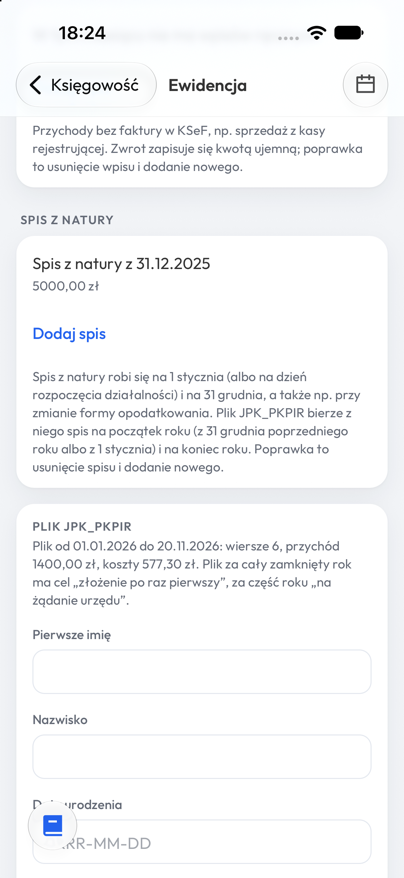 18:24
Księgowość
Ewidencja
Przychody bez faktury w KSeF, np. sprzedaż z kasy
rejestrującej. Zwrot zapisuje się kwotą ujemną; poprawka
to usunięcie wpisu i dodanie nowego.
SPIS Z NATURY
Spis z natury z 31.12.2025
5000,00 zł
Dodaj spis
Spis z natury robi się na 1 stycznia (albo na dzień
rozpoczęcia działalności) i na 31 grudnia, a także np. przy
zmianie formy opodatkowania. Plik JPK_PKPIR bierze z
niego spis na początek roku (z 31 grudnia poprzedniego
roku albo z 1 stycznia) i na koniec roku. Poprawka to
usunięcie spisu i dodanie nowego.
PLIK JPK_PKPIR
Plik od 01.01.2026 do 20.11.2026: wiersze 6, przychód
1400,00 zł, koszty 577,30 zł. Plik za cały zamknięty rok
ma cel „złożenie po raz pierwszy”, za część roku „na
żądanie urzędu”.
Pierwsze imię
Nazwisko
urodzenia
RR-MM-DD